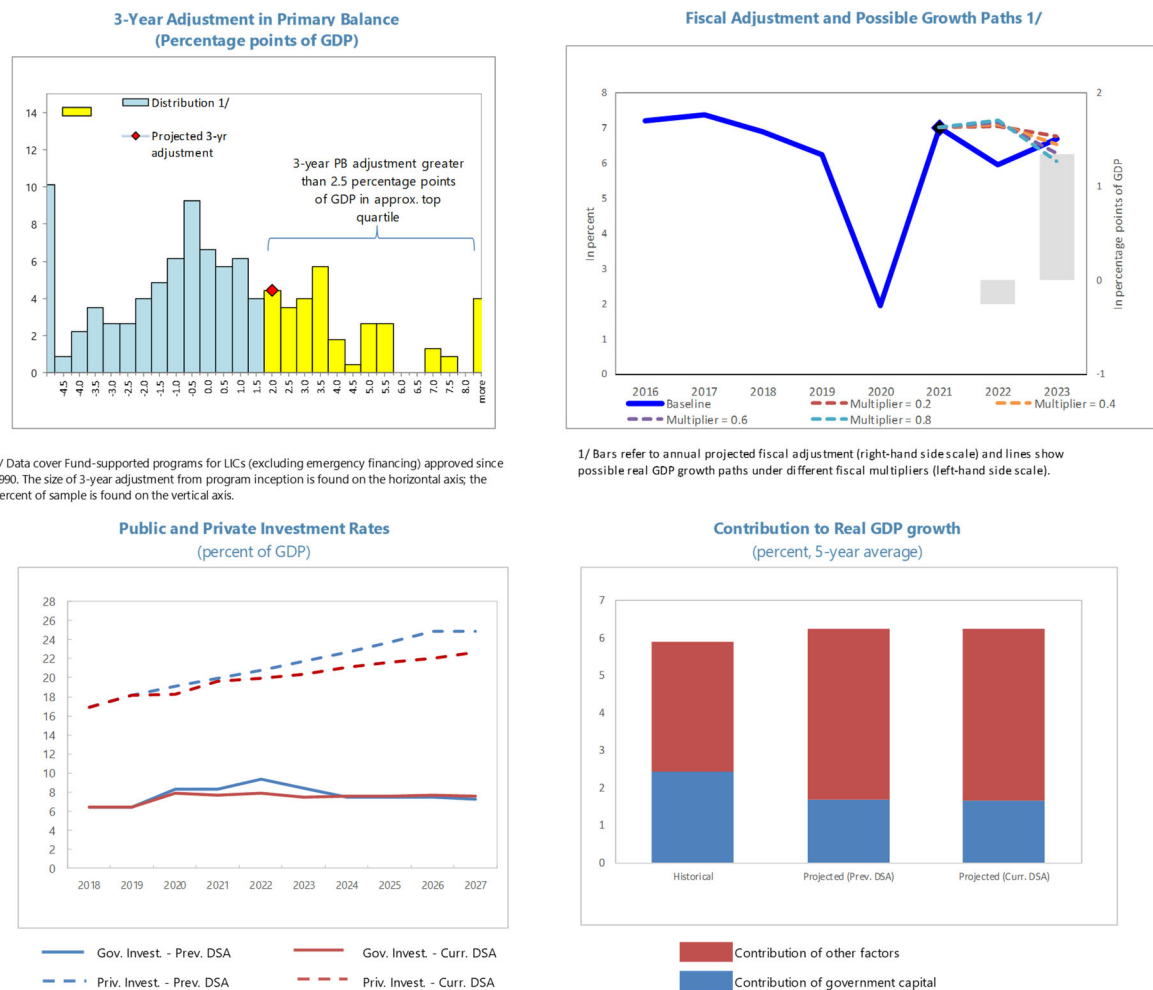 3-Year Adjustment in Primary Balance
(Percentage points of GDP)
14
12
10
8
6
4
2
0
Distribution 1/
Projected 3-yr
adjustment
3-year PB adjustment greater
than 2.5 percentage points
of GDP in approx. top
quartile
-4.5
-4.0
-3.5
-3.0
-2.5
-2.0
-1.5
-1.0
-0.5
0.0
0.5
1.0
1.5
2.0
2.5
3.0
3.5
4.0
4.5
5.0
5.5
6.0
6.5
7.0
7.5
8.0
more
/ Data cover Fund-supported programs for LICs (excluding emergency financing) approved since
990. The size of 3-year adjustment from program inception is found on the horizontal axis; the
ercent of sample is found on the vertical axis.
Fiscal Adjustment and Possible Growth Paths 1/
In percent
8
7
6
5
4
3
2
1
0
2
1
0
-1
In percentage points of GDP
2016 2017 2018 2019 2020 2021 2022 2023
Baseline Multiplier = 0.2 Multiplier = 0.4
Multiplier = 0.6 Multiplier = 0.8
1/ Bars refer to annual projected fiscal adjustment (right-hand side scale) and lines show
possible real GDP growth paths under different fiscal multipliers (left-hand side scale).
Public and Private Investment Rates
(percent of GDP)
28
26
24
22
20
18
16
14
12
10
8
6
4
2
0
2018 2019 2020 2021 2022 2023 2024 2025 2026 2027
Gov. Invest. - Prev. DSA Gov. Invest. - Curr. DSA
Priv. Invest. - Prev. DSA Priv. Invest. - Curr. DSA
Contribution to Real GDP growth
(percent, 5-year average)
7
6
5
4
3
2
1
0
Historical Projected (Prev. DSA) Projected (Curr. DSA)
Contribution of other factors
Contribution of government capital